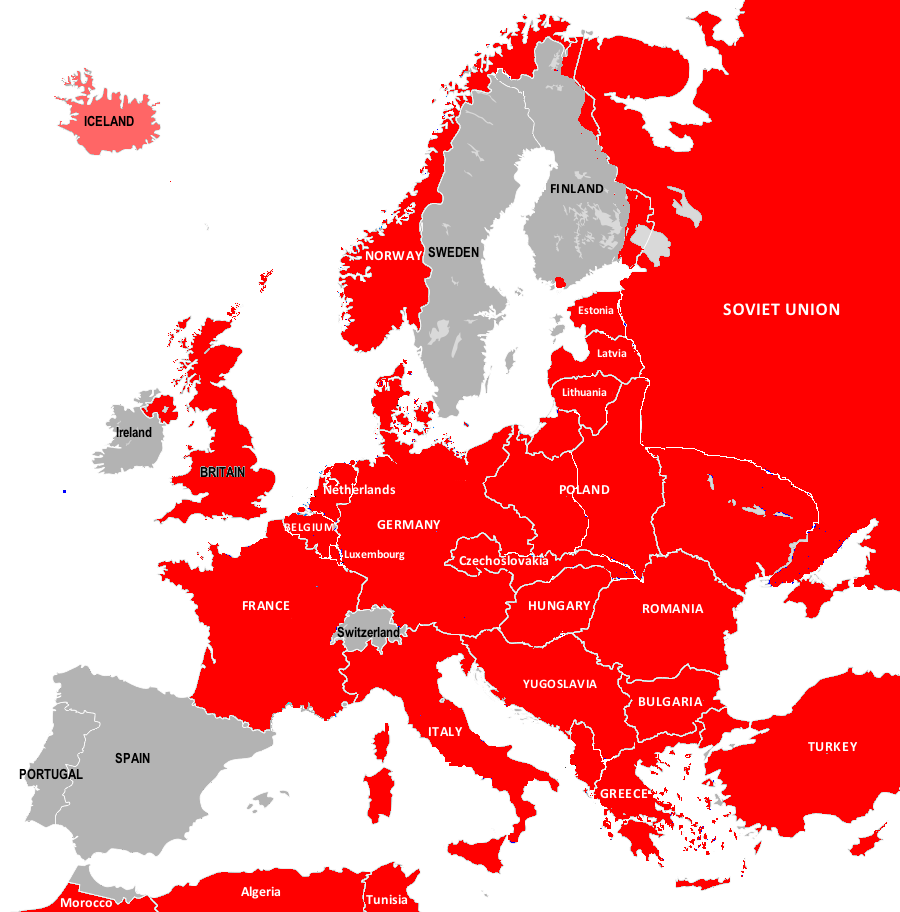 ICELAND
FINLAND
NORWAY
SWEDEN
SOVIET UNION
Estonia
Latvia
Lithuania
Ireland
BRITAIN
Netherlands
POLAND
BELGIUM
GERMANY
Luxembourg
Czechoslovakia
FRANCE
HUNGARY
ROMANIA
Switzerland
YUGOSLAVIA
BULGARIA
ITALY
TURKEY
SPAIN
PORTUGAL
GREECE
Algeria
Morocco
Tunisia